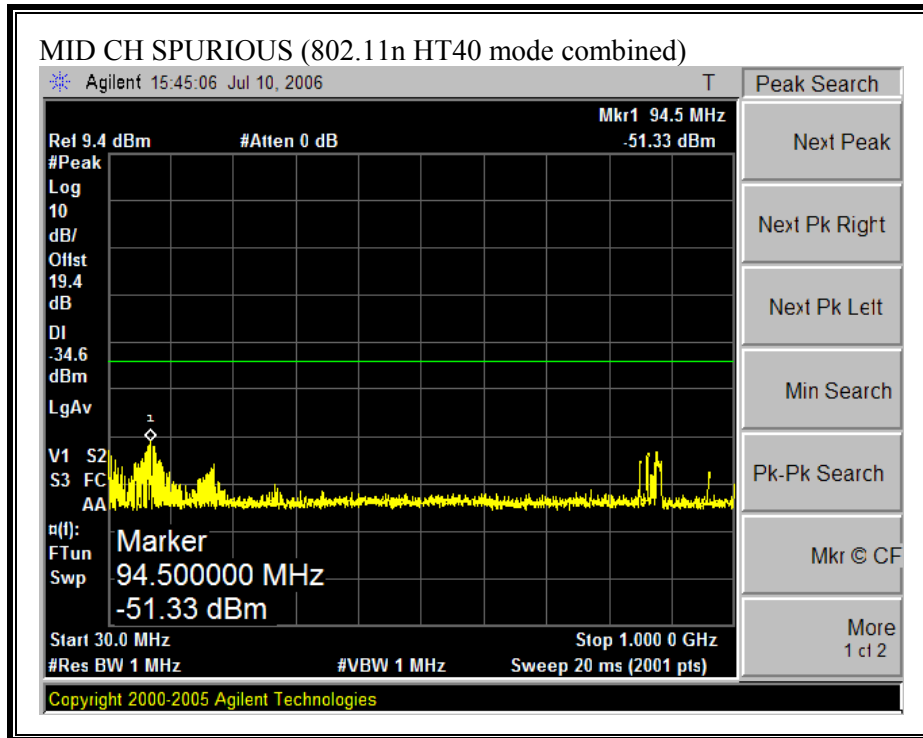 MID CH SPURIOUS (802.11n HT40 mode combined)
Agilent 15:45:06 Jul 10, 2006 T
Peak Search
Mkr1 94.5 MHz
Ref 9.4 dBm #Atten 0 dB -51.33 dBm
Next Peak
#Peak
Log
10
dB/
Offst
19.4
dB
DI
-34.6
dBm
LgAv
1
V1 S2
S3 FC
AA
¤(f):
FTun
Swp
Marker
94.500000 MHz
-51.33 dBm
Start 30.0 MHz Stop 1.000 0 GHz
#Res BW 1 MHz #VBW 1 MHz Sweep 20 ms (2001 pts)
Next Pk Right
Next Pk Left
Min Search
Pk-Pk Search
Mkr © CF
More
1 of 2
Copyright 2000-2005 Agilent Technologies